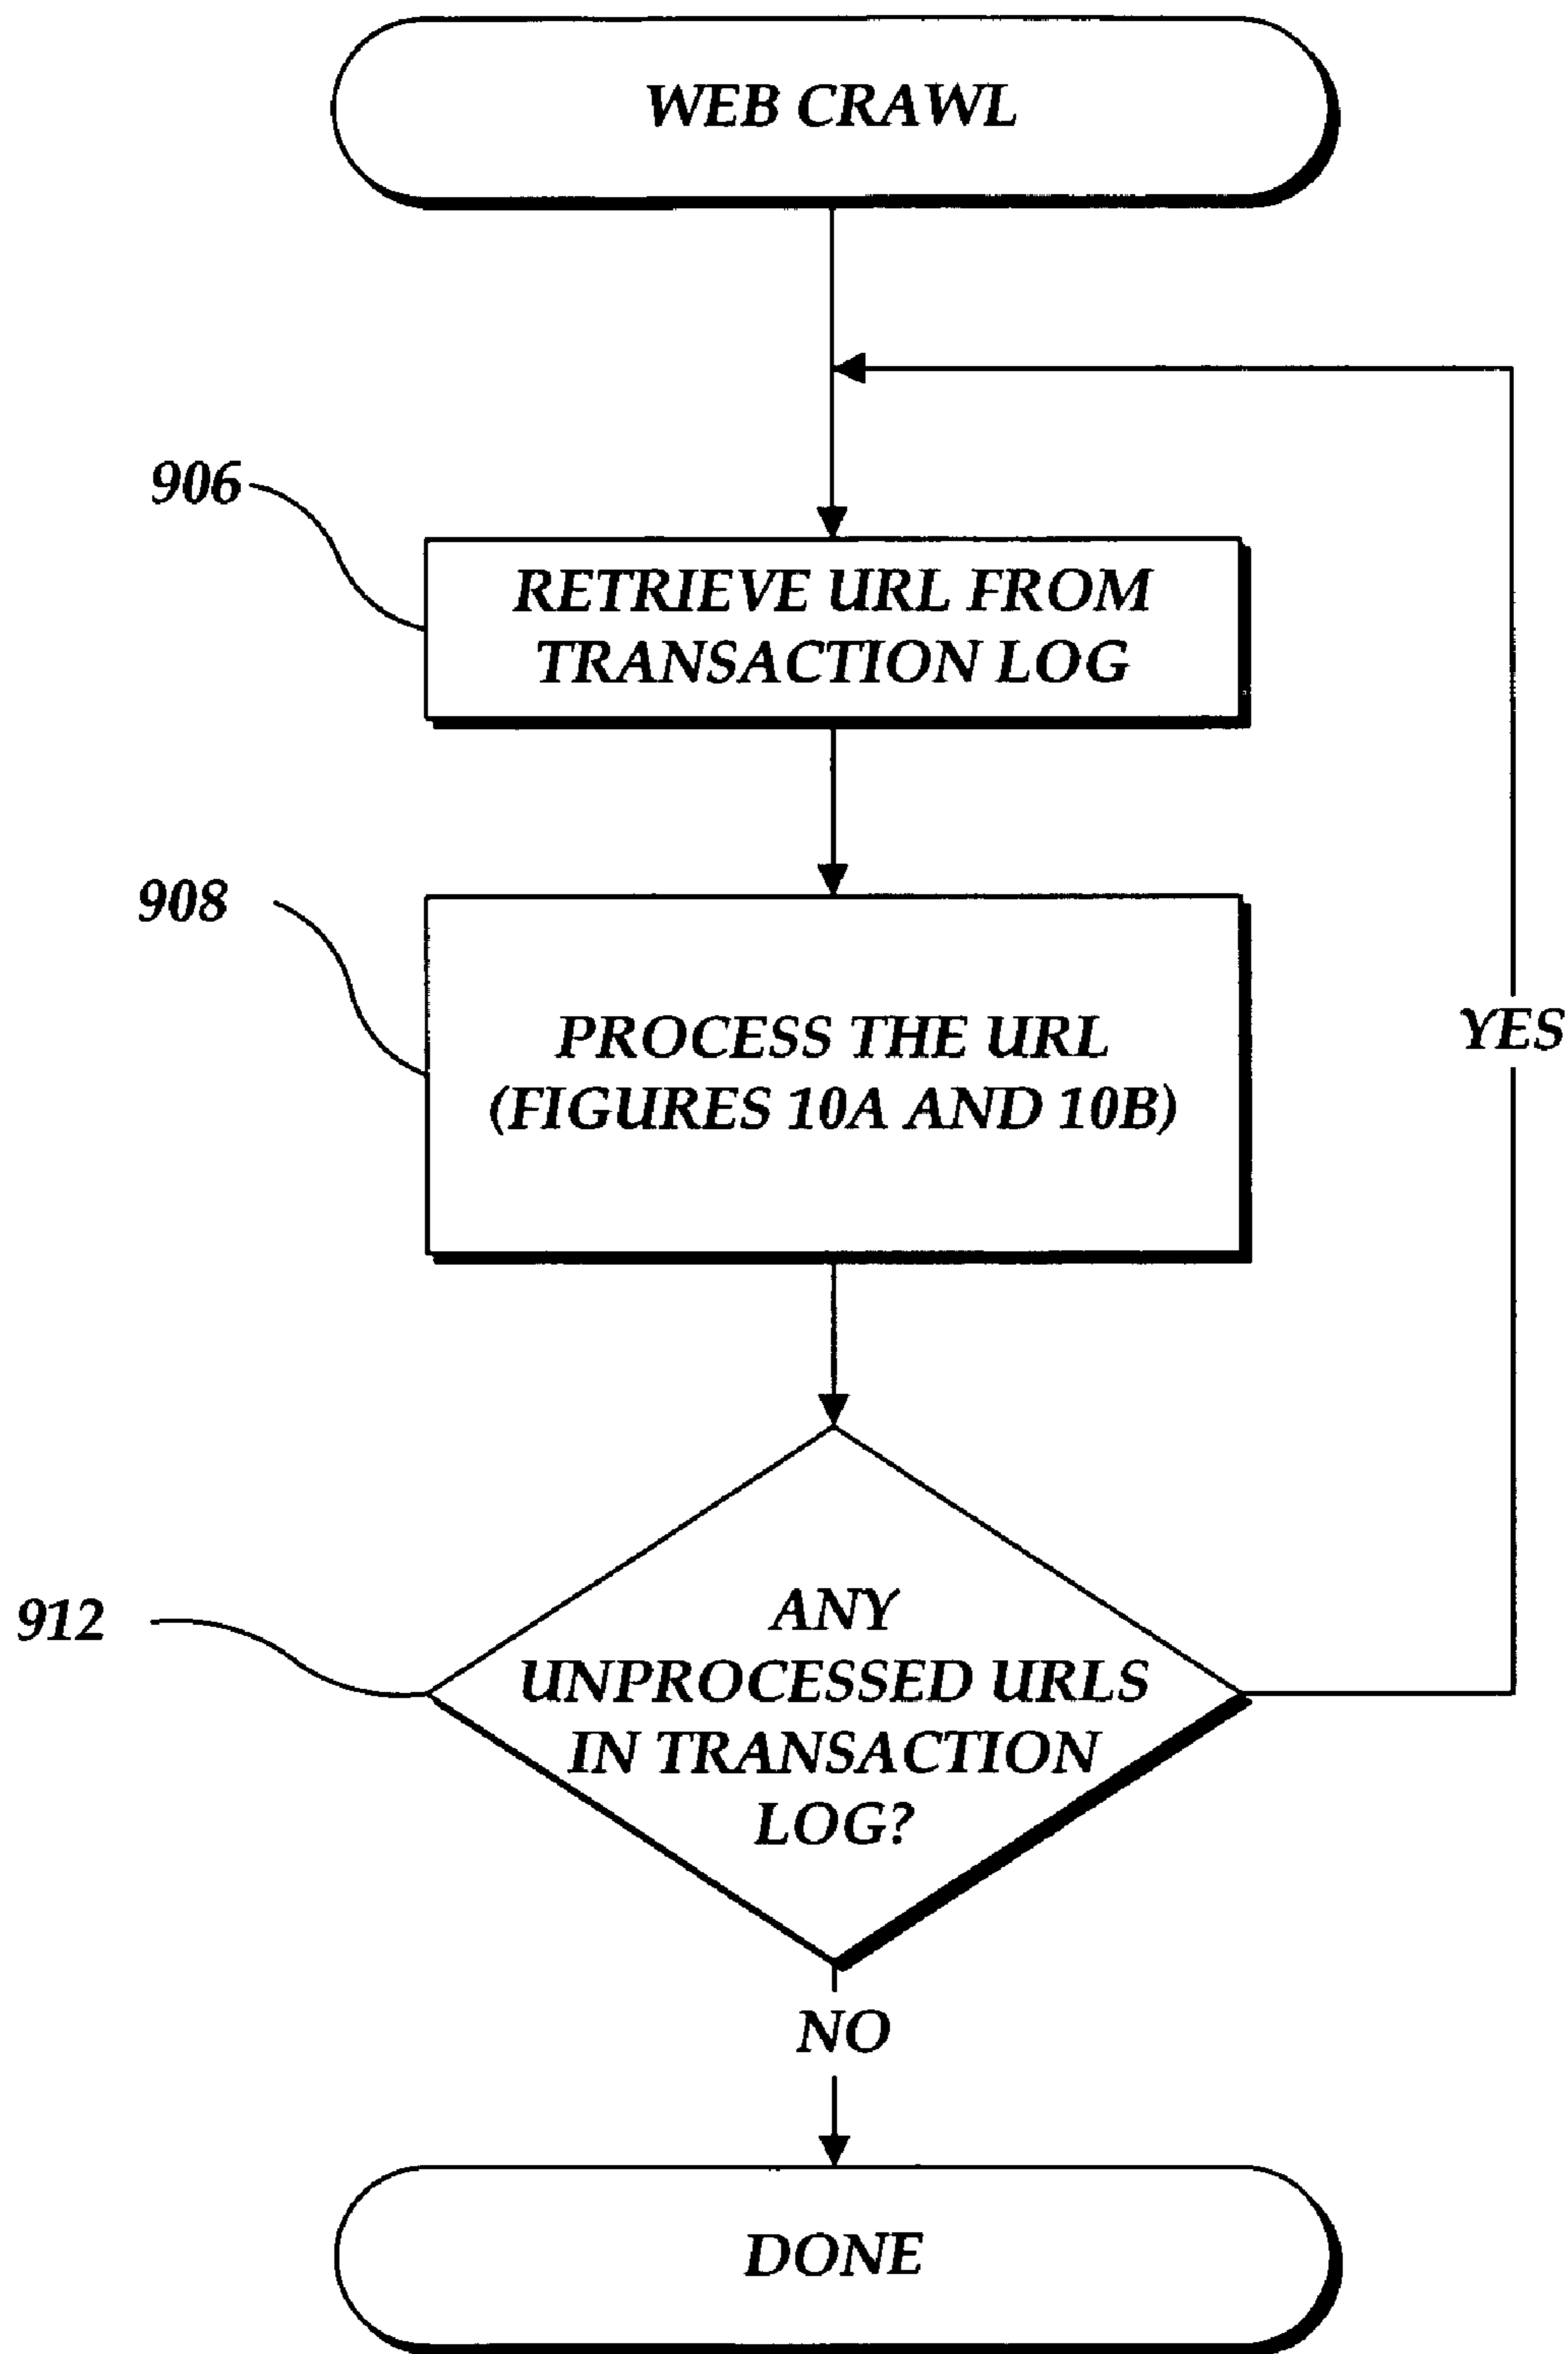 WEB CRAWL
906
RETRIEVE URL FROM
TRANSACTION LOG
908
PROCESS THE URL
(FIGURES 10A AND 10B)
YES
912
ANY
UNPROCESSED URLS
IN TRANSACTION
LOG?
NO
DONE